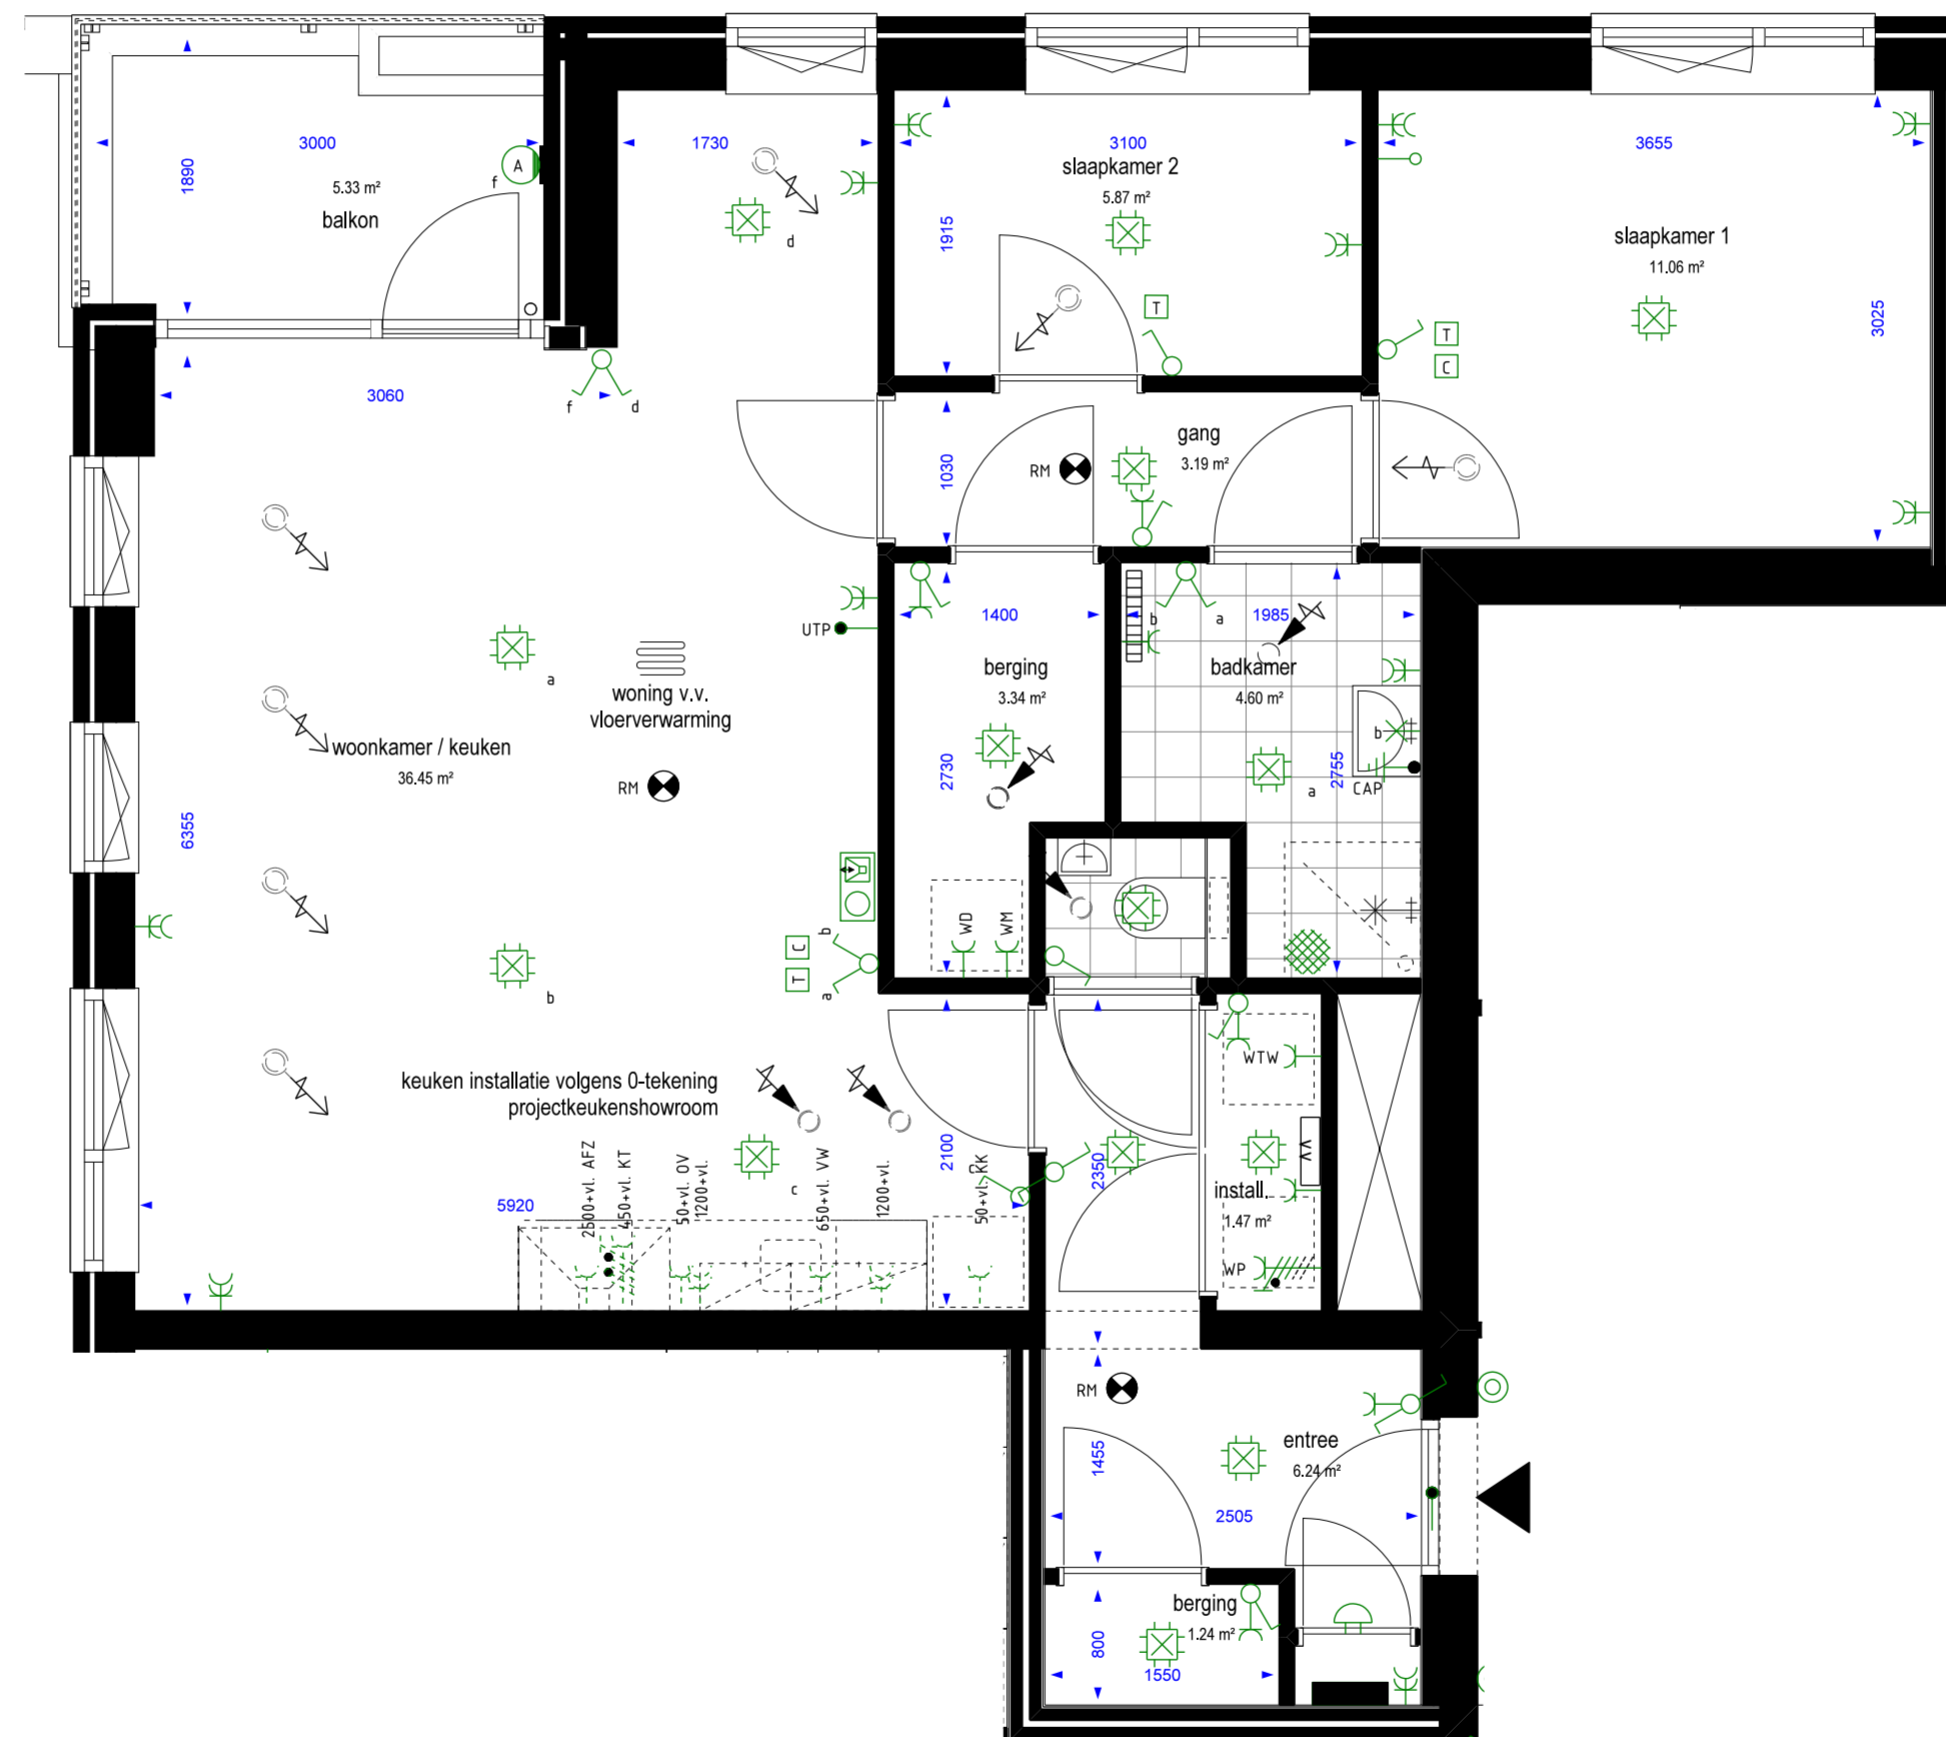 3000
1730
3100
3655
1890
A
f
5.33 m²
balkon
d
slaapkamer 2
5.87 m²
1915
T
slaapkamer 1
11.06 m²
3025
T
C
3060
f
d
gang
3.19 m²
RM
1030
UTP
1400
b
a
1985
berging
3.34 m²
badkamer
4.60 m²
a
woning v.v.
vloerverwarming
woonkamer / keuken
36.45 m²
RM
2730
b
2755
a
CAP
6355
WD
WM
C
T
b
a
b
keuken installatie volgens 0-tekening
projectkeukenshowroom
WTW
2100
2350
VV
install.
1.47 m²
WP
5920
2500+vl. AFZ
450+vl. KT
50+vl. OV
1200+vl.
c
650+vl. VW
1200+vl.
50+vl. KK
RM
entree
6.24 m²
1455
2505
berging
1.24 m²
800
1550